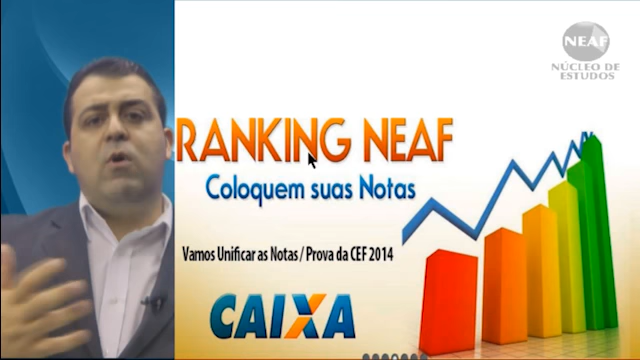 NEAF
NÚCLEO DE
ESTUDOS
RANKING NEAF
Coloquem suas Notas
Vamos Unificar as Notas / Prova da CEF 2014
CAIXA